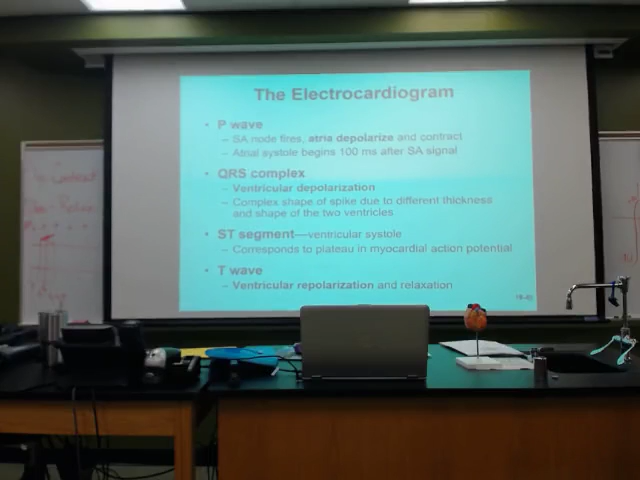 The Electrocardiogram
• P wave
– SA node fires, atria depolarize and contract
– Atrial systole begins 100 ms after SA signal
• QRS complex
– Ventricular depolarization
– Complex shape of spike due to different thickness
and shape of the two ventricles
• ST segment—ventricular systole
– Corresponds to plateau in myocardial action potential
• T wave
– Ventricular repolarization and relaxation
contract